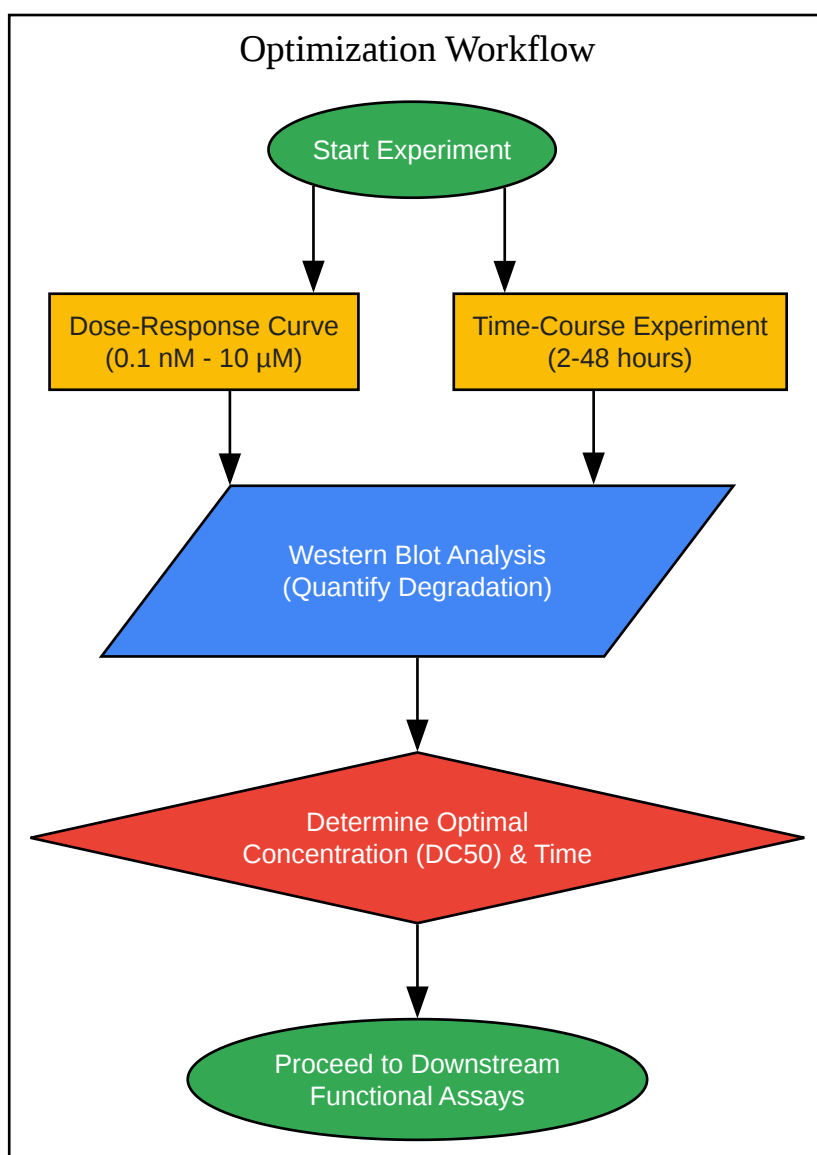 Optimization Workflow
Start Experiment
Dose-Response Curve
(0.1 nM - 10 µM)
Time-Course Experiment
(2-48 hours)
Western Blot Analysis
(Quantify Degradation)
Determine Optimal
Concentration (DC50) & Time
Proceed to Downstream
Functional Assays